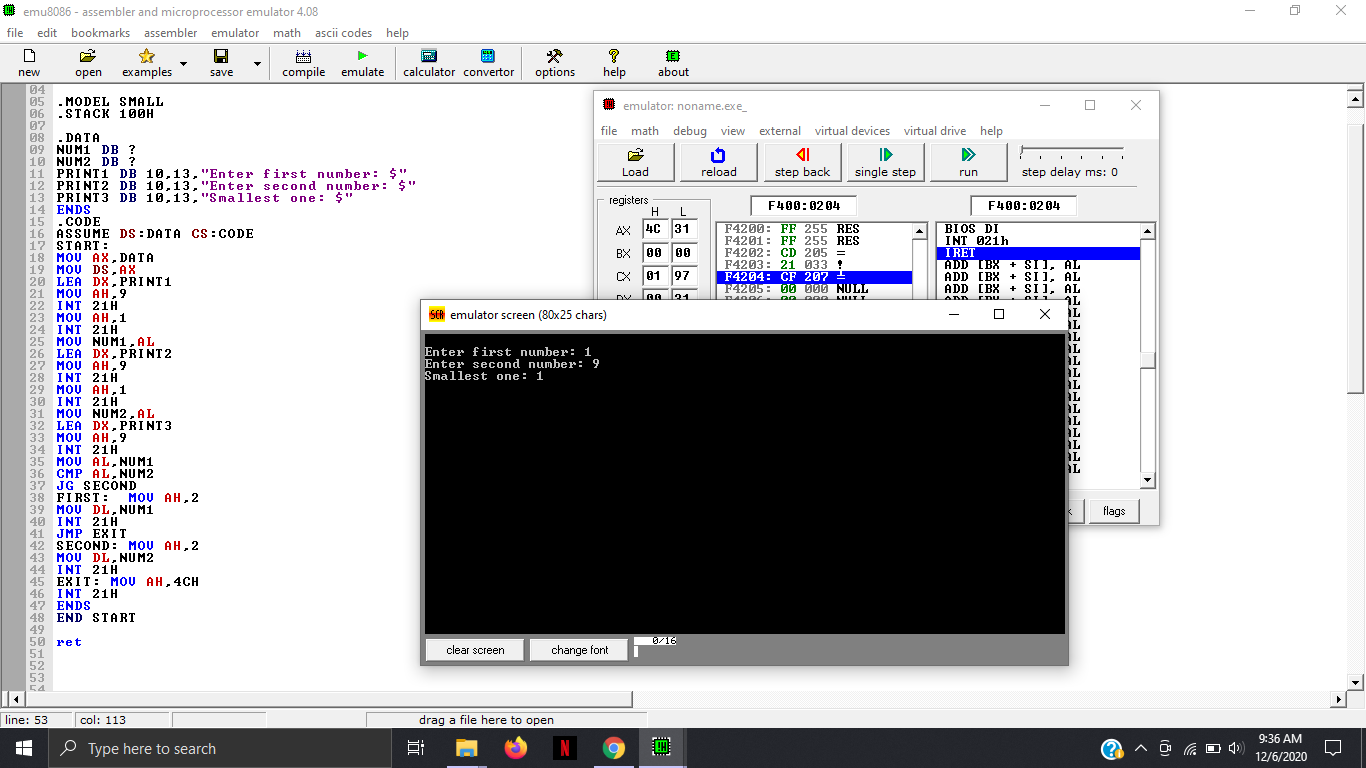 emu8086 - assembler and microprocessor emulator 4.08
file edit bookmarks assembler emulator math ascii codes help
new open examples save compile emulate calculator convertor options help about
04
05 .MODEL SMALL
06 .STACK 100H
07
08 .DATA
09 NUM1 DB ?
10 NUM2 DB ?
11 PRINT1 DB 10,13,"Enter first number: $"
12 PRINT2 DB 10,13,"Enter second number: $"
13 PRINT3 DB 10,13,"Smallest one: $"
14 ENDS
15 .CODE
16 ASSUME DS:DATA CS:CODE
17 START:
18 MOV AX,DATA
19 MOV DS,AX
20 LEA DX,PRINT1
21 MOV AH,9
22 INT 21H
23 MOV AH,1
24 INT 21H
25 MOV NUM1,AL
26 LEA DX,PRINT2
27 MOV AH,9
28 INT 21H
29 MOV AH,1
30 INT 21H
31 MOV NUM2,AL
32 LEA DX,PRINT3
33 MOV AH,9
34 INT 21H
35 MOV AL,NUM1
36 CMP AL,NUM2
37 JG SECOND
38 FIRST:  MOV AH,2
39 MOV DL,NUM1
40 INT 21H
41 JMP EXIT
42 SECOND: MOV AH,2
43 MOV DL,NUM2
44 INT 21H
45 EXIT: MOV AH,4CH
46 INT 21H
47 ENDS
48 END START
49
50 ret
51
52
53
54
emulator: noname.exe_
file math debug view external virtual devices virtual drive help
Load reload step back single step run step delay ms: 0
registers F400:0204 F400:0204
H L
AX 4C 31
BX 00 00
CX 01 97
F4200: FF 255 RES
F4201: FF 255 RES
F4202: CD 205 =
F4203: 21 033 !
F4204: CF 207
F4205: 00 000 NULL
BIOS DI
INT 021h
IRET
ADD [BX + SI], AL
ADD [BX + SI], AL
ADD [BX + SI], AL
ADD [BX + SI], AL
AL
AL
AL
AL
AL
AL
AL
AL
AL
AL
AL
AL
AL
AL
k flags
emulator screen (80x25 chars)
Enter first number: 1
Enter second number: 9
Smallest one: 1
clear screen change font 0/16
line: 53 col: 113 drag a file here to open
Type here to search
9:36 AM
12/6/2020